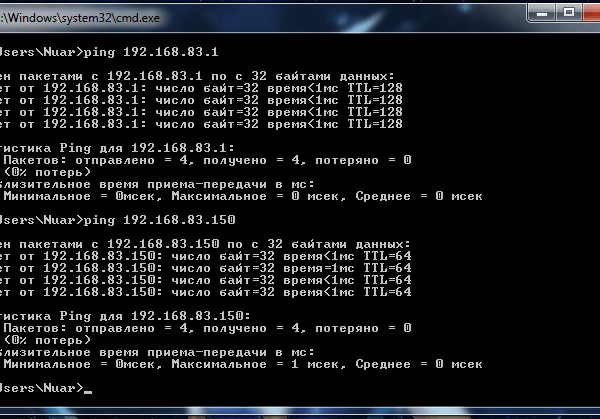 :\Windows\system32\cmd.exe
Users\Nuar>ping 192.168.83.1
ен пакетами с 192.168.83.1 по с 32 байтами данных:
ет от 192.168.83.1: число байт=32 время<1мс TTL=128
ет от 192.168.83.1: число байт=32 время<1мс TTL=128
ет от 192.168.83.1: число байт=32 время<1мс TTL=128
ет от 192.168.83.1: число байт=32 время<1мс TTL=128
тистика Ping для 192.168.83.1:
Пакетов: отправлено = 4, получено = 4, потеряно = 0
(0% потерь)
близительное время приема-передачи в мс:
Минимальное = 0мсек, Максимальное = 0 мсек, Среднее = 0 мсек
Users\Nuar>ping 192.168.83.150
ен пакетами с 192.168.83.150 по с 32 байтами данных:
ет от 192.168.83.150: число байт=32 время<1мс TTL=64
ет от 192.168.83.150: число байт=32 время=1мс TTL=64
ет от 192.168.83.150: число байт=32 время<1мс TTL=64
ет от 192.168.83.150: число байт=32 время<1мс TTL=64
тистика Ping для 192.168.83.150:
Пакетов: отправлено = 4, получено = 4, потеряно = 0
(0% потерь)
близительное время приема-передачи в мс:
Минимальное = 0мсек, Максимальное = 1 мсек, Среднее = 0 мсек
Users\Nuar>_